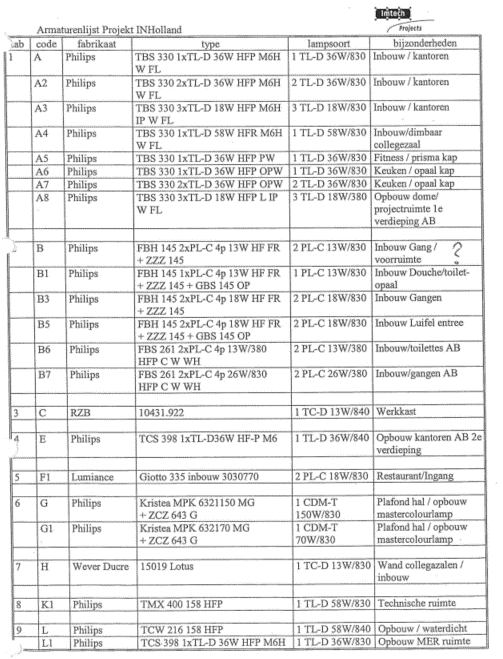 Imtech
Projects
Armaturenlijst Projekt INHolland
ab code fabrikaat type lampsoort bijzonderheden
1 A Philips TBS 330 1xTL-D 36W HFP M6H 1 TL-D 36W/830 Inbouw / kantoren
W FL
A2 Philips TBS 330 2xTL-D 36W HFP M6H 2 TL-D 36W/830 Inbouw / kantoren
W FL
A3 Philips TBS 330 3xTL-D 18W HFP M6H 3 TL-D 18W/830 Inbouw / kantoren
IP W FL
A4 Philips TBS 330 1xTL-D 58W HFR M6H 1 TL-D 58W/830 Inbouw/dimbaar
W FL collegezaal
A5 Philips TBS 330 1xTL-D 36W HFP PW 1 TL-D 36W/830 Fitness / prisma kap
A6 Philips TBS 330 1xTL-D 36W HFP OPW 1 TL-D 36W/830 Keuken / opaal kap
A7 Philips TBS 330 2xTL-D 36W HFP OPW 2 TL-D 36W/830 Keuken / opaal kap
A8 Philips TBS 330 3xTL-D 18W HFP L IP 3 TL-D 18W/380 Opbouw dome/
W FL projectruimte 1e
verdieping AB
B Philips FBH 145 2xPL-C 4p 13W HF FR 2 PL-C 13W/830 Inbouw Gang / ?
+ ZZZ 145 voorruimte
B1 Philips FBH 145 1xPL-C 4p 13W HF FR 1 PL-C 13W/830 Inbouw Douche/toilet-
+ ZZZ 145 + GBS 145 OP opaal
B3 Philips FBH 145 2xPL-C 4p 18W HF FR 2 PL-C 18W/830 Inbouw Gangen
+ ZZZ 145
B5 Philips FBH 145 2xPL-C 4p 18W HF FR 2 PL-C 18W/830 Inbouw Luifel entree
+ ZZZ 145 + GBS 145 OP
B6 Philips FBS 261 2xPL-C 4p 13W/380 2 PL-C 13W/380 Inbouw/toilettes AB
HFP C W WH
B7 Philips FBS 261 2xPL-C 4p 26W/830 2 PL-C 26W/380 Inbouw/gangen AB
HFP C W WH
3 C RZB 10431.922 1 TC-D 13W/840 Werkkast
4 E Philips TCS 398 1xTL-D36W HF-P M6 1 TL-D 36W/840 Opbouw kantoren AB 2e
verdieping
5 F1 Lumiance Giotto 335 inbouw 3030770 2 PL-C 18W/830 Restaurant/Ingang
6 G Philips Kristea MPK 6321150 MG 1 CDM-T Plafond hal / opbouw
+ ZCZ 643 G 150W/830 mastercolourlamp
G1 Philips Kristea MPK 632170 MG 1 CDM-T Plafond hal / opbouw
+ ZCZ 643 G 70W/830 mastercolourlamp
7 H Wever Ducre 15019 Lotus 1 TC-D 13W/830 Wand collegazalen /
inbouw
8 K1 Philips TMX 400 158 HFP 1 TL-D 58W/830 Technische ruimte
9 L Philips TCW 216 158 HFP 1 TL-D 58W/840 Opbouw / waterdicht
L1 Philips TCS 398 1xTL-D 36W HFP M6H 1 TL-D 36W/830 Opbouw MER ruimte